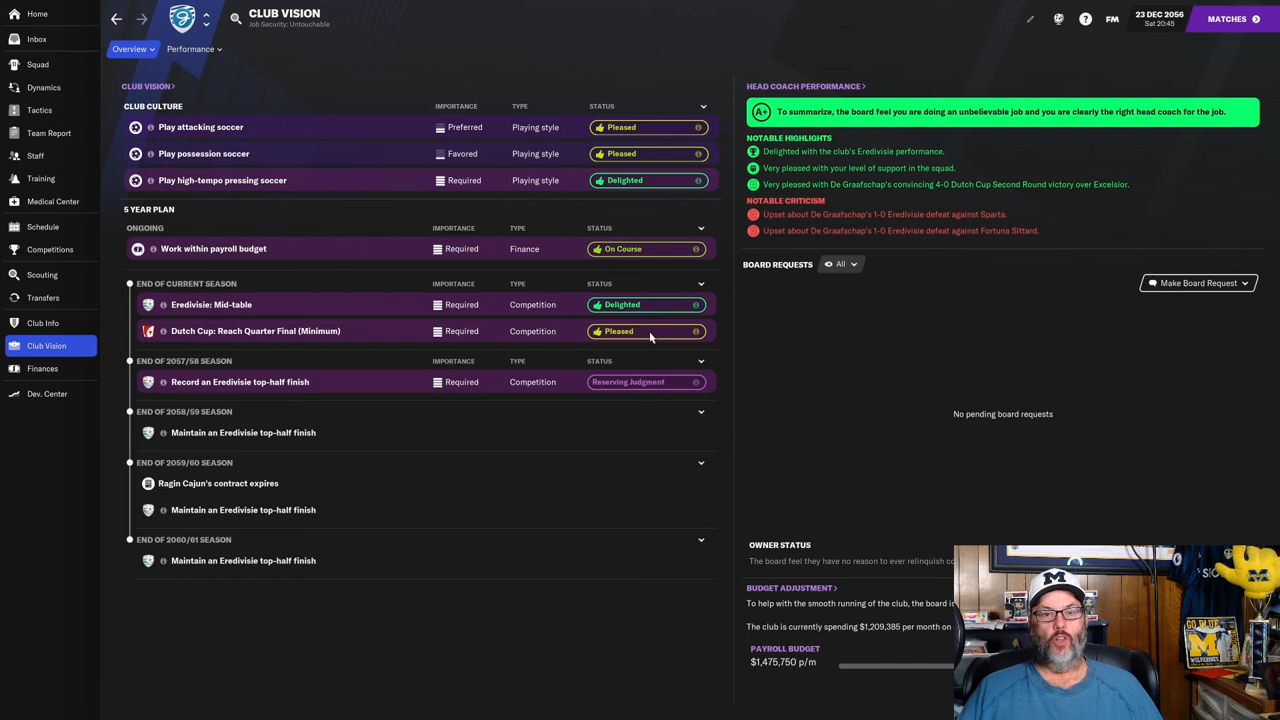 Home
Inbox
Squad
Dynamics
Tactics
Team Report
Staff
Training
Medical Center
Schedule
Competitions
Scouting
Transfers
Club Info
Club Vision
Finances
Dev. Center
CLUB VISION
Job Security: Untouchable
FM
23 DEC 2056
Sat 20:45
MATCHES
Overview
Performance
CLUB VISION
CLUB CULTURE IMPORTANCE TYPE STATUS
Play attacking soccer Preferred Playing style Pleased
Play possession soccer Favored Playing style Pleased
Play high-tempo pressing soccer Required Playing style Delighted
5 YEAR PLAN
ONGOING IMPORTANCE TYPE STATUS
Work within payroll budget Required Finance On Course
END OF CURRENT SEASON IMPORTANCE TYPE STATUS
Eredivisie: Mid-table Required Competition Delighted
Dutch Cup: Reach Quarter Final (Minimum) Required Competition Pleased
END OF 2057/58 SEASON IMPORTANCE TYPE STATUS
Record an Eredivisie top-half finish Required Competition Reserving Judgment
END OF 2058/59 SEASON
Maintain an Eredivisie top-half finish
END OF 2059/60 SEASON
Ragin Cajun's contract expires
Maintain an Eredivisie top-half finish
END OF 2060/61 SEASON
Maintain an Eredivisie top-half finish
HEAD COACH PERFORMANCE
A+ To summarize, the board feel you are doing an unbelievable job and you are clearly the right head coach for the job.
NOTABLE HIGHLIGHTS
Delighted with the club's Eredivisie performance.
Very pleased with your level of support in the squad.
Very pleased with De Graafschap's convincing 4-0 Dutch Cup Second Round victory over Excelsior.
NOTABLE CRITICISM
Upset about De Graafschap's 1-0 Eredivisie defeat against Sparta.
Upset about De Graafschap's 1-0 Eredivisie defeat against Fortuna Sittard.
BOARD REQUESTS All
Make Board Request
No pending board requests
OWNER STATUS
The board feel they have no reason to ever relinquish
BUDGET ADJUSTMENT
To help with the smooth running of the club, the board is
The club is currently spending $1,209,385 per month on
PAYROLL BUDGET
$1,475,750 p/m
M
M
GO BLUE
M
WOLVERINES